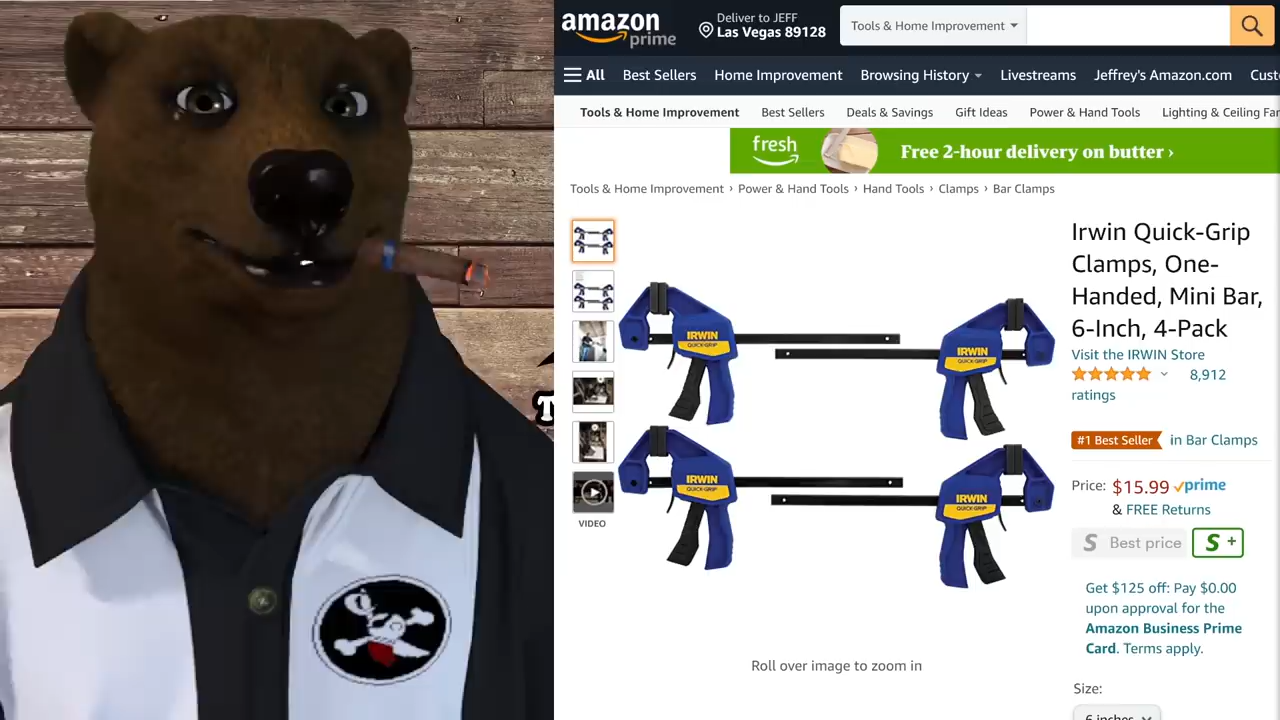 amazon
prime
Deliver to JEFF
Las Vegas 89128
Tools & Home Improvement
All
Best Sellers
Home Improvement
Browsing History
Livestreams
Jeffrey's Amazon.com
Cust
Tools & Home Improvement
Best Sellers
Deals & Savings
Gift Ideas
Power & Hand Tools
Lighting & Ceiling Fan
fresh
Free 2-hour delivery on butter ›
Tools & Home Improvement › Power & Hand Tools › Hand Tools › Clamps › Bar Clamps
Irwin Quick-Grip
Clamps, One-
Handed, Mini Bar,
6-Inch, 4-Pack
Visit the IRWIN Store
8,912
ratings
#1 Best Seller
in Bar Clamps
Price: $15.99 prime
& FREE Returns
S Best price
S +
Get $125 off: Pay $0.00
upon approval for the
Amazon Business Prime
Card. Terms apply.
Size:
6 inches
IRWIN
QUICK-GRIP
IRWIN
QUICK-GRIP
IRWIN
QUICK-GRIP
IRWIN
QUICK-GRIP
VIDEO
Roll over image to zoom in
T